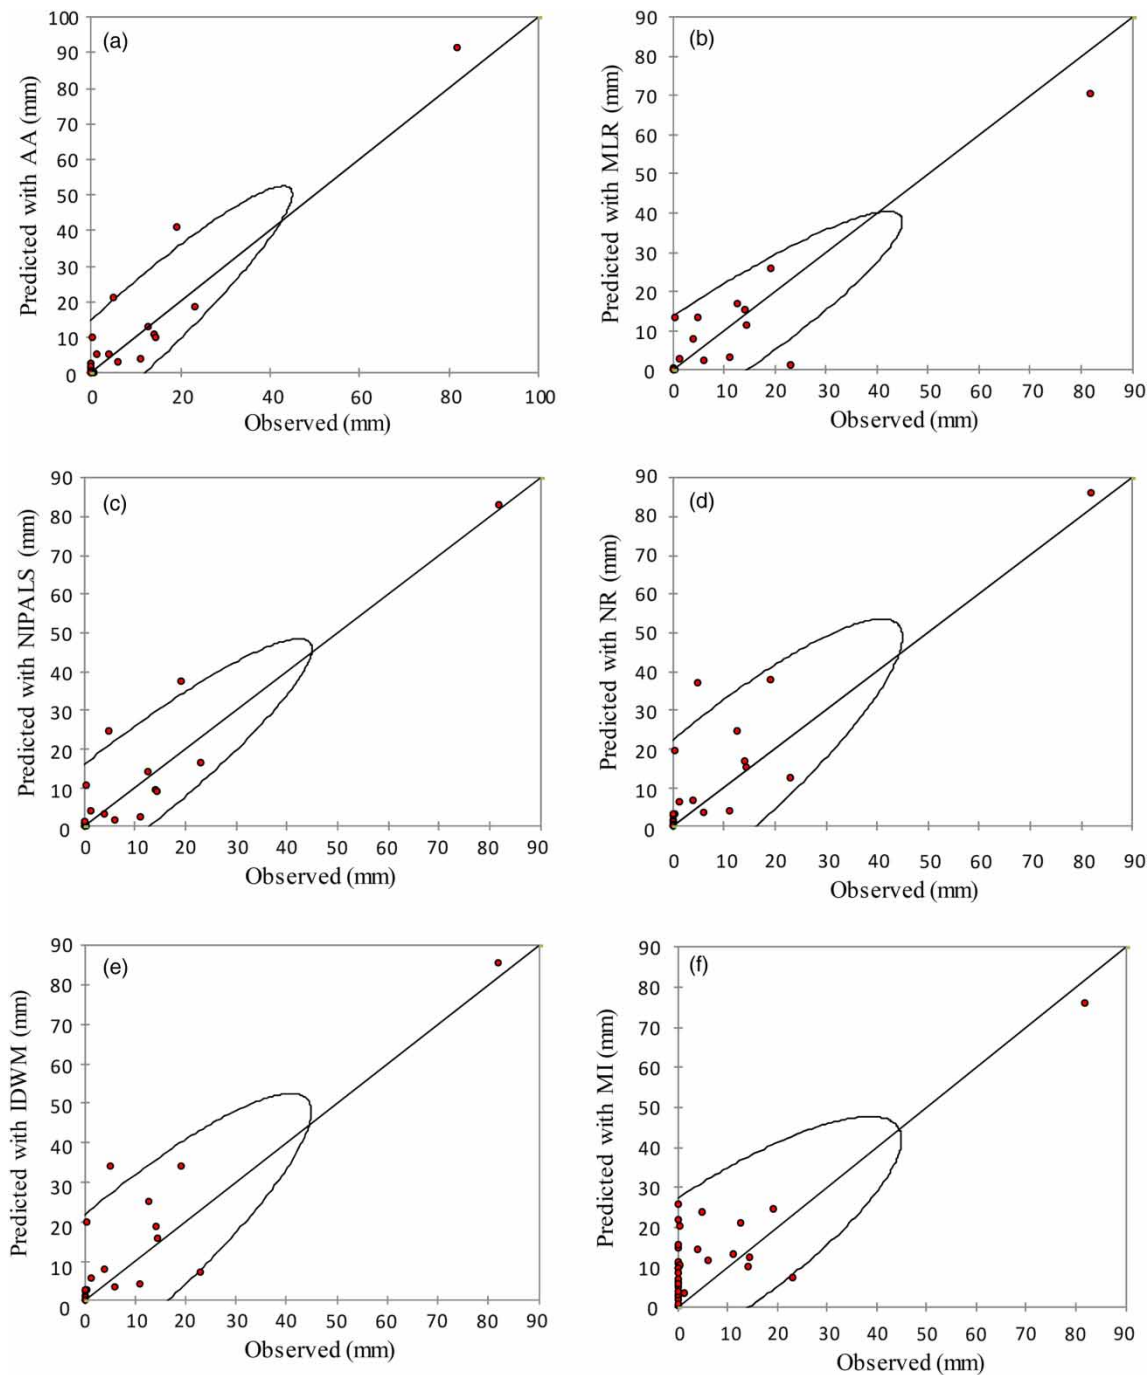 (a)
Predicted with AA (mm)
100
90
80
70
60
50
40
30
20
10
0
0 20 40 60 80 100
Observed (mm)
(b)
Predicted with MLR (mm)
90
80
70
60
50
40
30
20
10
0
0 10 20 30 40 50 60 70 80 90
Observed (mm)
(c)
Predicted with NIPALS (mm)
90
80
70
60
50
40
30
20
10
0
0 10 20 30 40 50 60 70 80 90
Observed (mm)
(d)
Predicted with NR (mm)
90
80
70
60
50
40
30
20
10
0
0 10 20 30 40 50 60 70 80 90
Observed (mm)
(e)
Predicted with IDWM (mm)
90
80
70
60
50
40
30
20
10
0
0 10 20 30 40 50 60 70 80 90
Observed (mm)
(f)
Predicted with MI (mm)
90
80
70
60
50
40
30
20
10
0
0 10 20 30 40 50 60 70 80 90
Observed (mm)